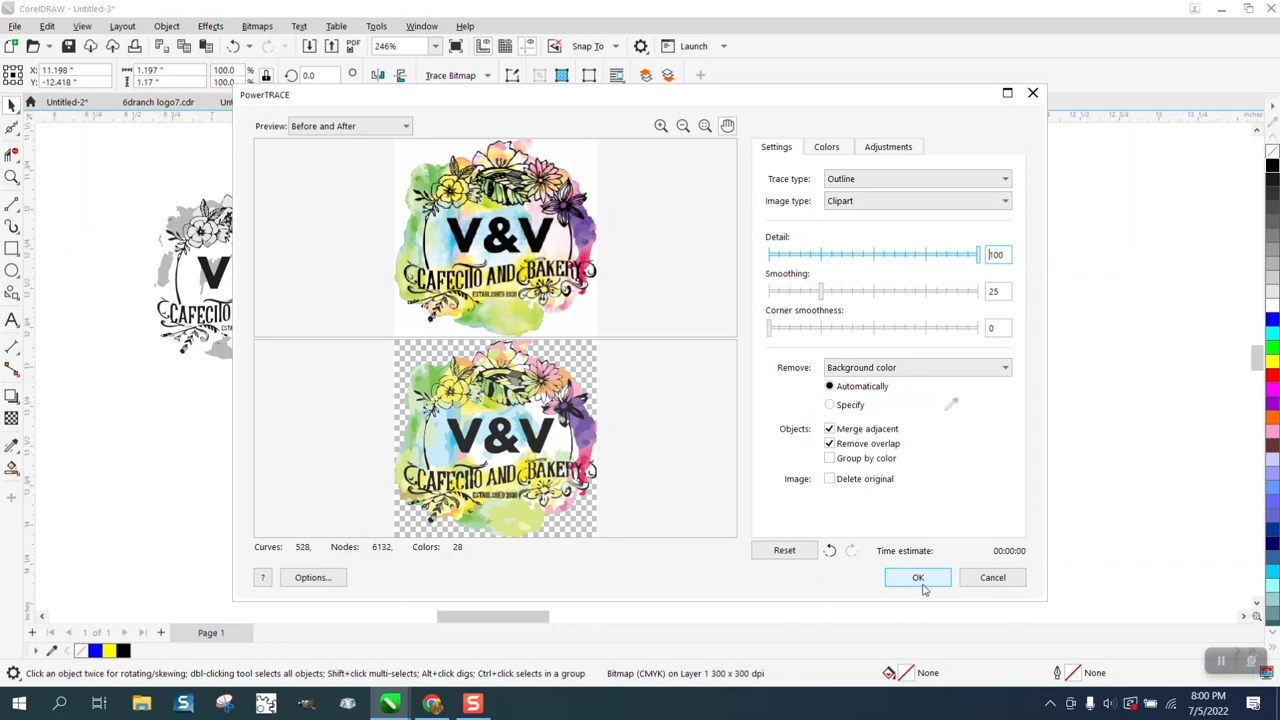 CorelDRAW - Untitled-3*
File Edit View Layout Object Effects Bitmaps Text Table Tools Window Help
PDF 246% Snap To Launch
X: 11.198 " 1.197 " 100.0 % 0.0 Trace Bitmap
Y: -12.418 " 1.17 " 100.0 %
Untitled-2* 6dranch logo7.cdr
PowerTRACE
Preview: Before and After
Settings Colors Adjustments
Trace type: Outline
Image type: Clipart
Detail:
100
Smoothing:
25
Corner smoothness:
0
Remove: Background color
Automatically
Specify
Objects: Merge adjacent
Remove overlap
Group by color
Image: Delete original
V&V
CAFECITO AND BAKERY
ESTABLISHED 2020
V&V
CAFECITO AND BAKERY
ESTABLISHED 2020
Curves: 528, Nodes: 6132, Colors: 28
Reset Time estimate: 00:00:00
? Options... OK Cancel
1 of 1 Page 1
Click an object twice for rotating/skewing; dbl-clicking tool selects all objects; Shift+click multi-selects; Alt+click digs; Ctrl+click selects in a group Bitmap (CMYK) on Layer 1 300 x 300 dpi None None
8:00 PM
7/5/2022